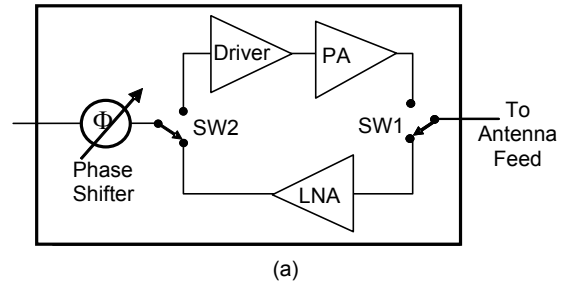 Driver
PA
Φ
SW2
SW1
To
Antenna
Feed
Phase
Shifter
LNA
(a)